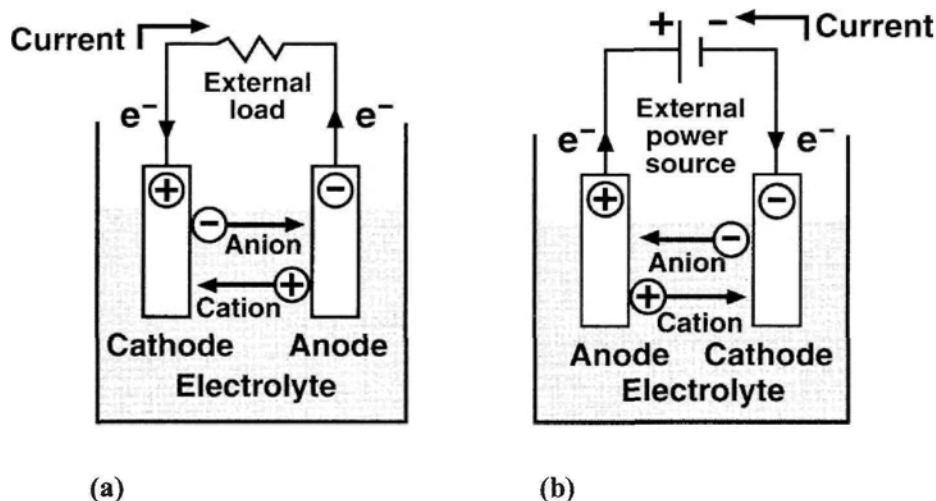 Current
External
load
e⁻
e⁻
+
−
−
Anion
+
Cation
Cathode
Anode
Electrolyte
(a)
+
−
Current
External
power
source
e⁻
e⁻
+
−
−
Anion
+
Cation
Anode
Cathode
Electrolyte
(b)